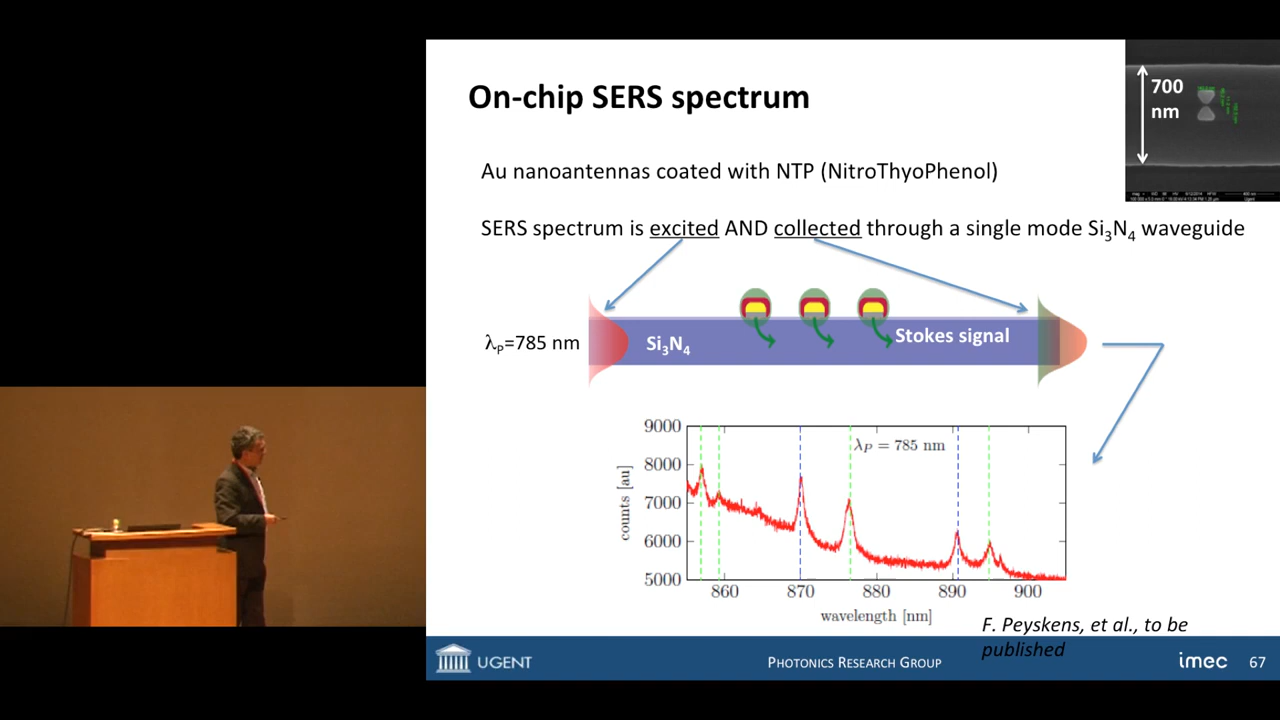 On-chip SERS spectrum
700
nm
Au nanoantennas coated with NTP (NitroThyoPhenol)
SERS spectrum is excited AND collected through a single mode Si3N4 waveguide
λP=785 nm
Si3N4
Stokes signal
9000
8000
7000
6000
5000
counts [au]
λP = 785 nm
860 870 880 890 900
wavelength [nm]
F. Peyskens, et al., to be
published
UGENT
PHOTONICS RESEARCH GROUP
imec
67